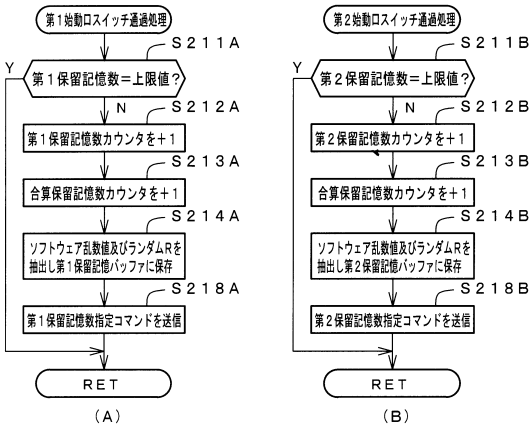 第1始動口スイッチ通過処理
S211A
Y
第1保留記憶数=上限値?
N
S212A
第1保留記憶数カウンタを+1
S213A
合算保留記憶数カウンタを+1
S214A
ソフトウェア乱数値及びランダムRを
抽出し第1保留記憶バッファに保存
S218A
第1保留記憶数指定コマンドを送信
RET
(A)
第2始動口スイッチ通過処理
S211B
Y
第2保留記憶数=上限値?
N
S212B
第2保留記憶数カウンタを+1
S213B
合算保留記憶数カウンタを+1
S214B
ソフトウェア乱数値及びランダムRを
抽出し第2保留記憶バッファに保存
S218B
第2保留記憶数指定コマンドを送信
RET
(B)